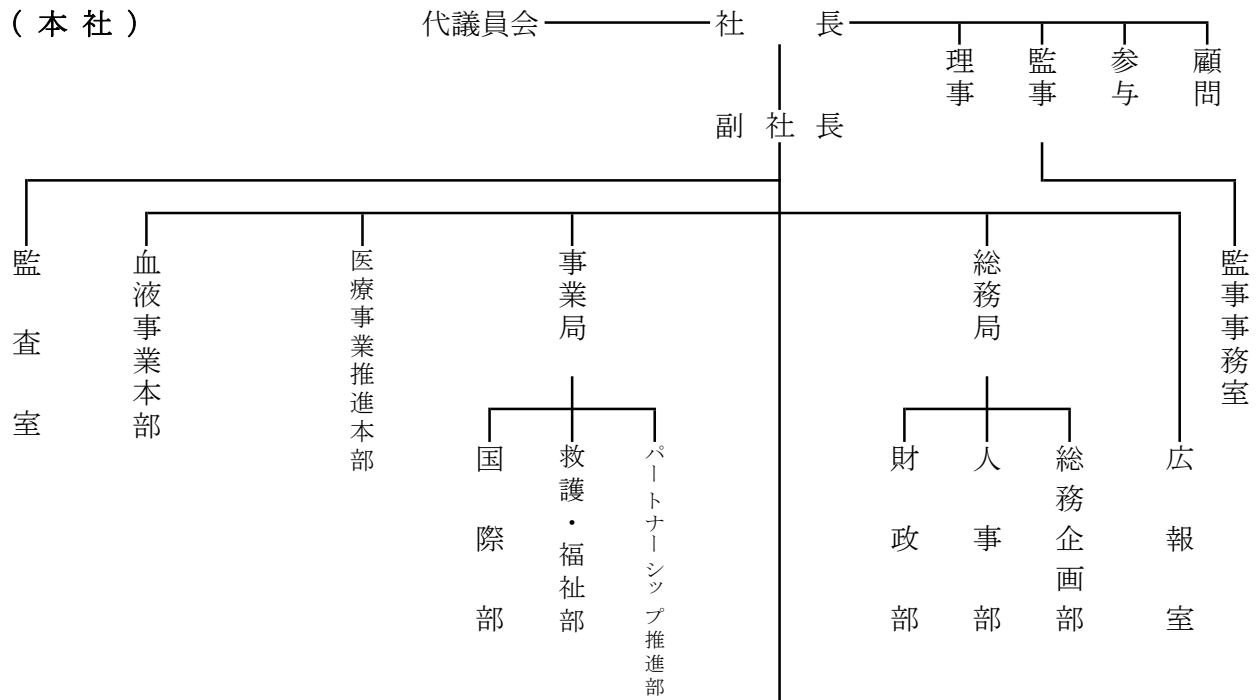 (本社)
代議員会
社長
理事
監事
参与
顧問
副社長
監査室
血液事業本部
医療事業推進本部
事業局
総務局
監事事務室
国際部
救護・福祉部
パートナーシップ推進部
財政部
人事部
総務企画部
広報室